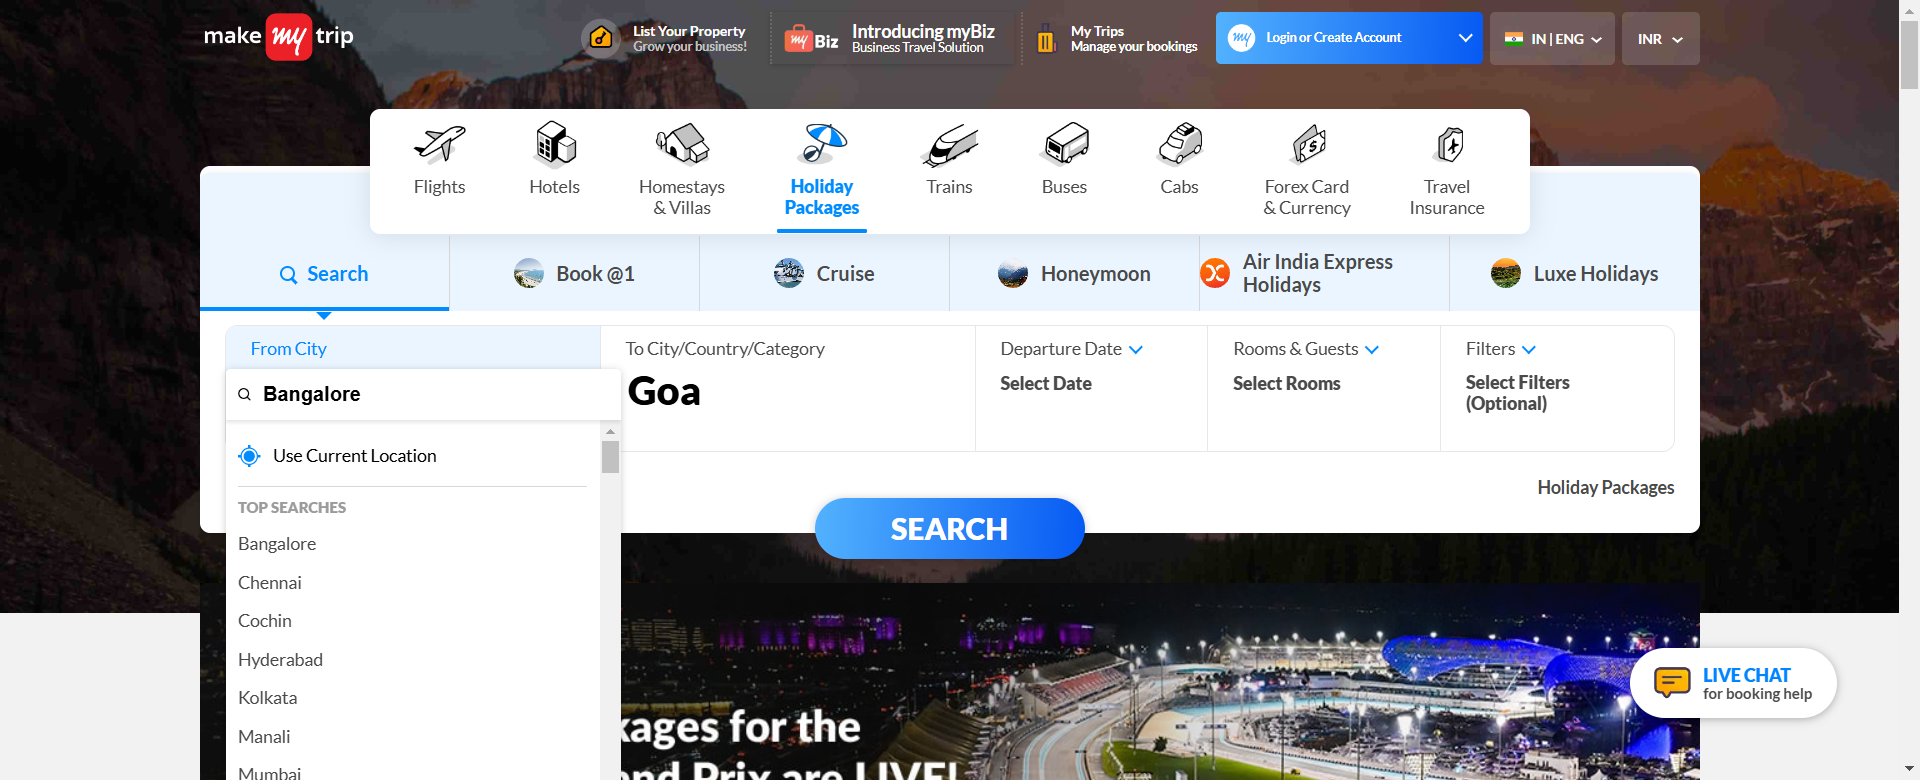 make my trip
List Your Property
Grow your business!
my Biz
Introducing myBiz
Business Travel Solution
My Trips
Manage your bookings
my
Login or Create Account
IN | ENG
INR
Flights
Hotels
Homestays
& Villas
Holiday
Packages
Trains
Buses
Cabs
Forex Card
& Currency
Travel
Insurance
Search
Book @1
Cruise
Honeymoon
Air India Express
Holidays
Luxe Holidays
From City
Bangalore
To City/Country/Category
Goa
Departure Date
Select Date
Rooms & Guests
Select Rooms
Filters
Select Filters
(Optional)
Use Current Location
TOP SEARCHES
Bangalore
Chennai
Cochin
Hyderabad
Kolkata
Manali
Mumbai
Holiday Packages
SEARCH
kages for the
nd Prix are LIVE!
LIVE CHAT
for booking help